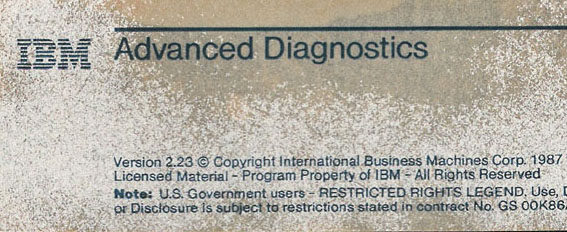 IBM Advanced Diagnostics
Version 2.23 © Copyright International Business Machines Corp. 1987
Licensed Material - Program Property of IBM - All Rights Reserved
Note: U.S. Government users - RESTRICTED RIGHTS LEGEND. Use,
or Disclosure is subject to restrictions stated in contract No. GS 00K86